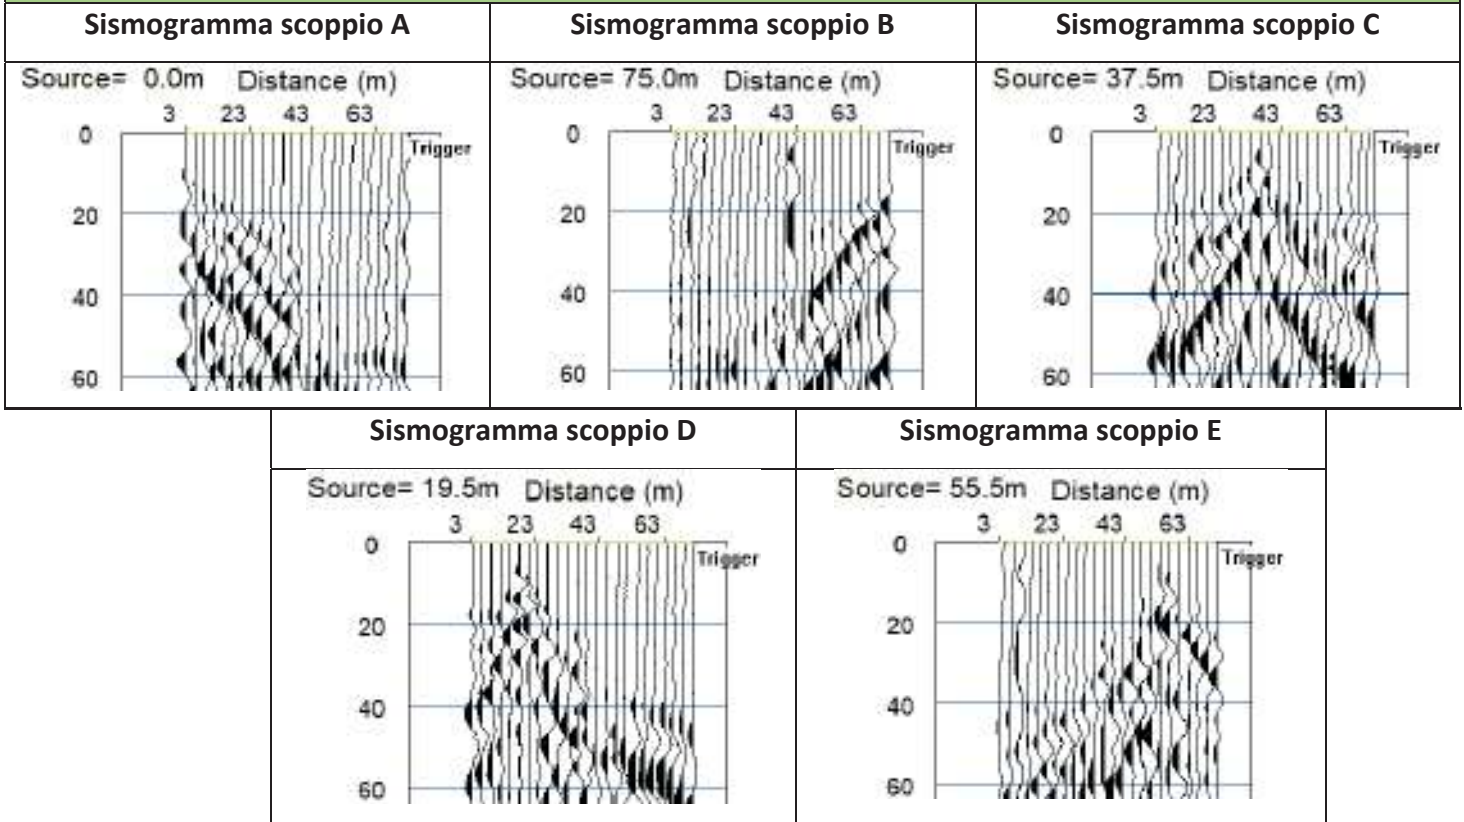 Sismogramma scoppio A
Source= 0.0m Distance (m)
3 23 43 63
0
Trigger
20
40
60
Sismogramma scoppio B
Source= 75.0m Distance (m)
3 23 43 63
0
Trigger
20
40
60
Sismogramma scoppio C
Source= 37.5m Distance (m)
3 23 43 63
0
Trigger
20
40
60
Sismogramma scoppio D
Source= 19.5m Distance (m)
3 23 43 63
0
Trigger
20
40
60
Sismogramma scoppio E
Source= 55.5m Distance (m)
3 23 43 63
0
Trigger
20
40
60